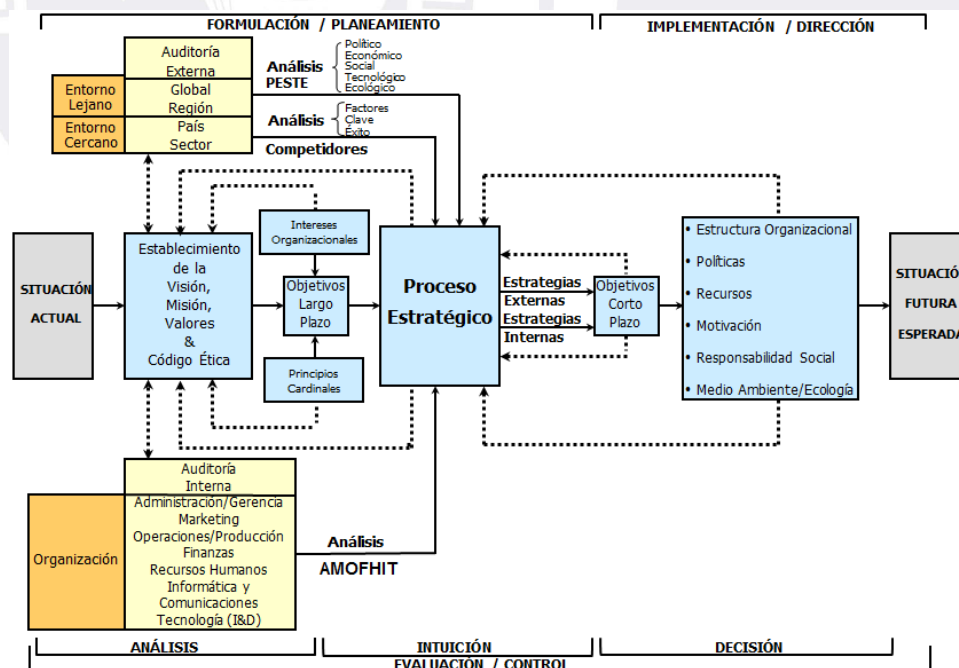 FORMULACIÓN / PLANEAMIENTO
IMPLEMENTACIÓN / DIRECCIÓN
Auditoría
Externa
Entorno
Lejano
Global
Región
Entorno
Cercano
País
Sector
Análisis
PESTE
Político
Económico
Social
Tecnológico
Ecológico
Análisis
Competidores
Factores
Clave
Éxito
SITUACIÓN
ACTUAL
Establecimiento
de la
Visión,
Misión,
Valores
&
Código Ética
Intereses
Organizacionales
Objetivos
Largo
Plazo
Principios
Cardinales
Proceso
Estratégico
Estrategias
Externas
Estrategias
Internas
Objetivos
Corto
Plazo
• Estructura Organizacional
• Políticas
• Recursos
• Motivación
• Responsabilidad Social
• Medio Ambiente/Ecología
SITUACIÓN
FUTURA
ESPERADA
Auditoría
Interna
Organización
Administración/Gerencia
Marketing
Operaciones/Producción
Finanzas
Recursos Humanos
Informática y
Comunicaciones
Tecnología (I&D)
Análisis
AMOFHIT
ANÁLISIS
INTUICIÓN
DECISIÓN
EVALUACIÓN / CONTROL